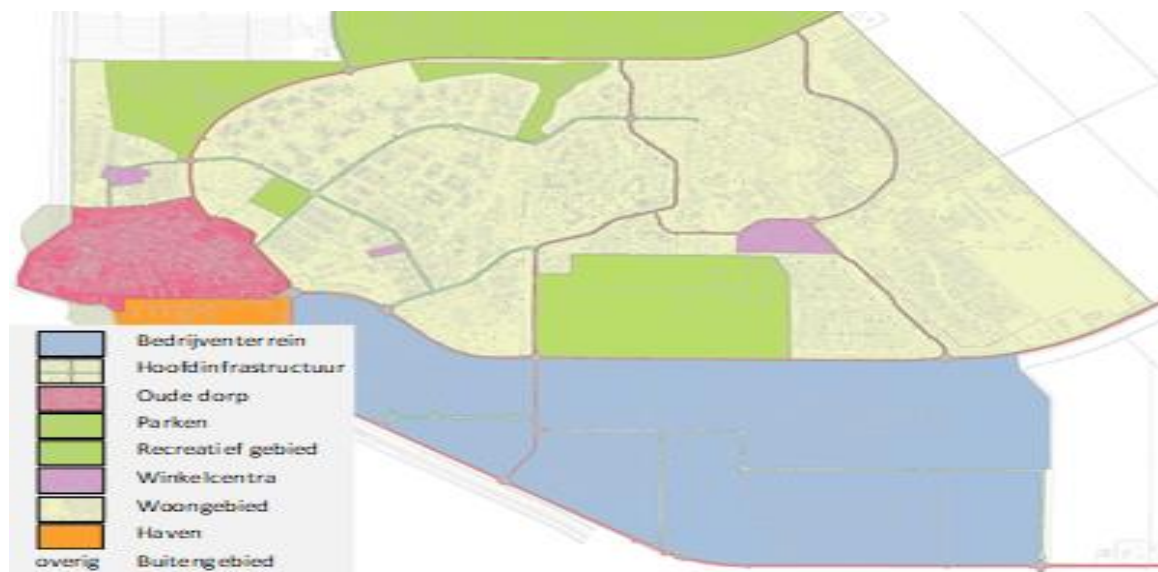 Bedrijventerrein
Hoofdinfrastructuur
Oude dorp
Parken
Recreatief gebied
Winkelcentra
Woongebied
Haven
overig Buitengebied